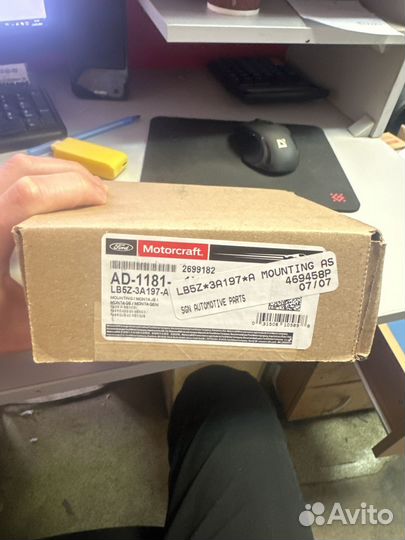 Ford
Motorcraft
2699182
AD-1181-
LB5Z-3A197-A
MOUNTING / MONTAJE /
LB5Z*3A197*A MOUNTING AS
469458P
07/07
SGN AUTOMOTIVE PARTS
Avito